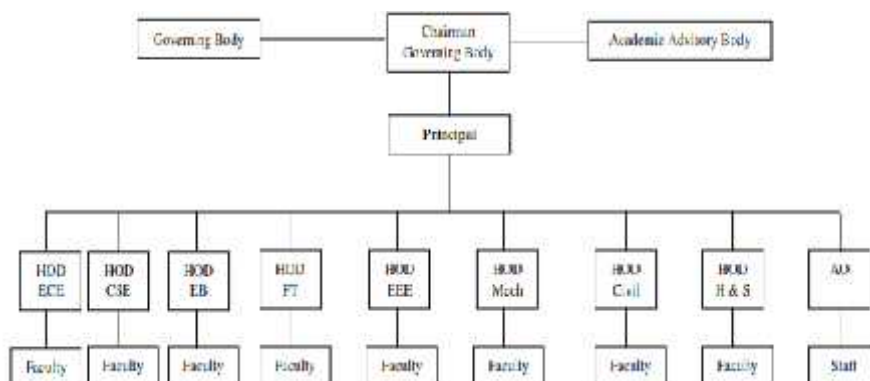 Governing Body
Chairman
Governing Body
Academic Advisory Body
Principal
HOD
ECE
HOD
CSE
HOD
EB
HOD
HOD
EEE
HOD
Mech
HOD
Civil
HOD
H & S
Faculty
Faculty
Faculty
Faculty
Faculty
Faculty
Faculty
Faculty
Staff